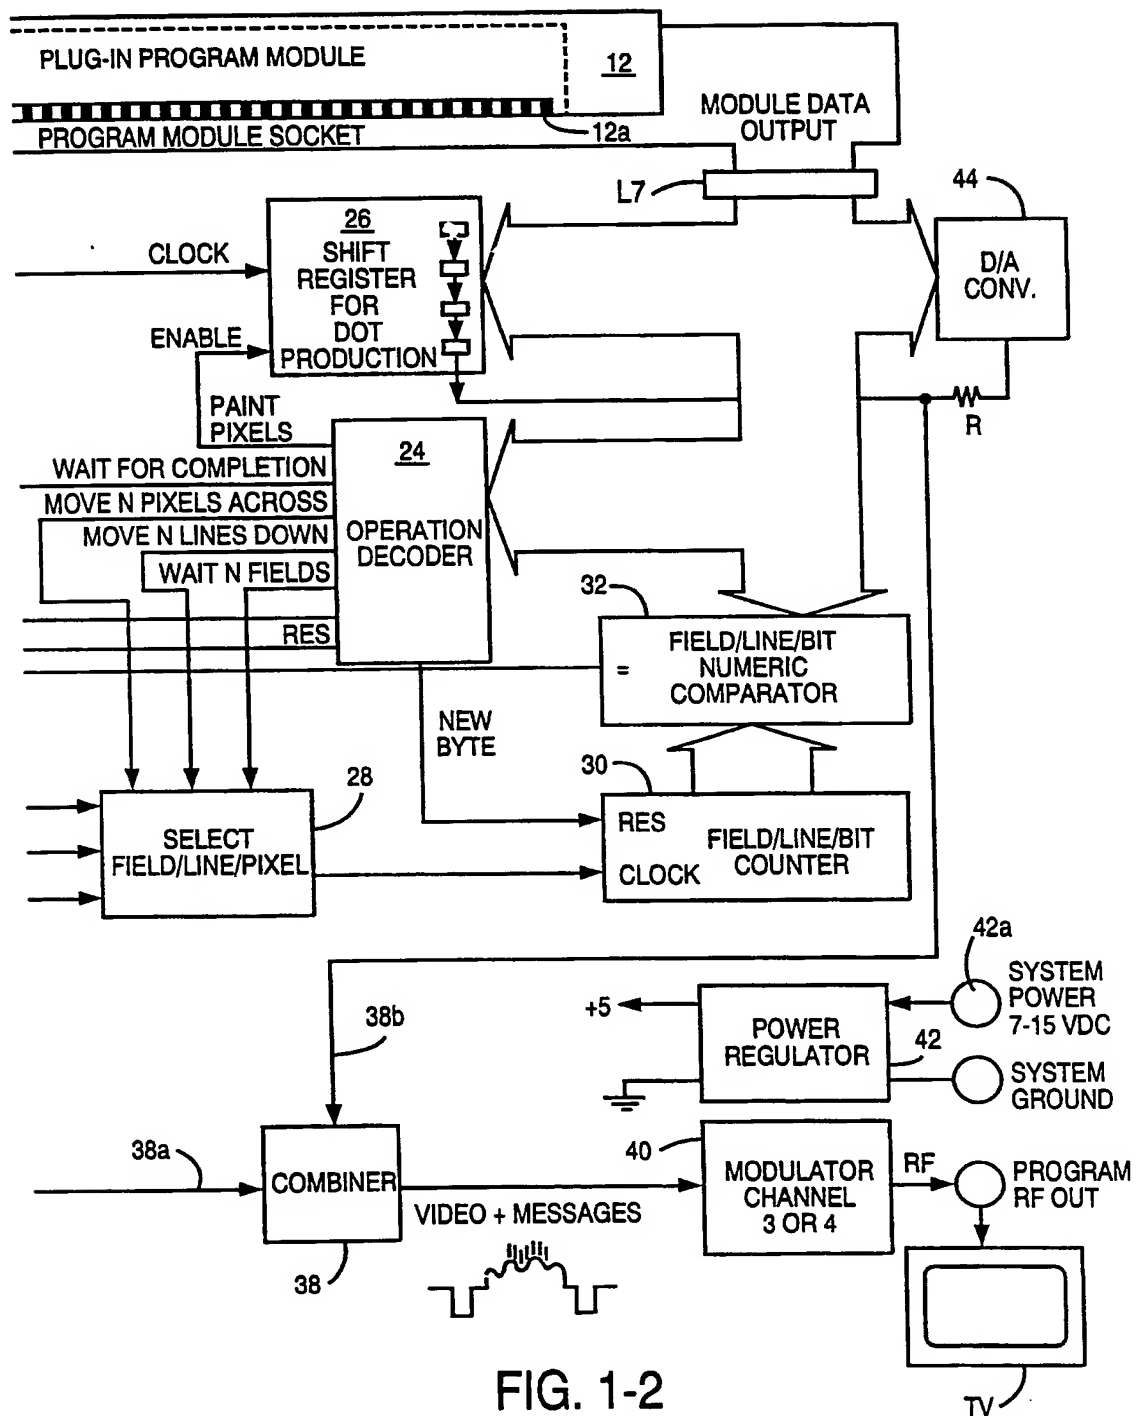 PLUG-IN PROGRAM MODULE
12
12a
PROGRAM MODULE SOCKET
MODULE DATA
OUTPUT
L7
44
D/A
CONV.
R
CLOCK
ENABLE
26
SHIFT
REGISTER
FOR
DOT
PRODUCTION
PAINT
PIXELS
WAIT FOR COMPLETION
MOVE N PIXELS ACROSS
MOVE N LINES DOWN
WAIT N FIELDS
RES
24
OPERATION
DECODER
32
=
FIELD/LINE/BIT
NUMERIC
COMPARATOR
NEW
BYTE
28
SELECT
FIELD/LINE/PIXEL
30
RES
CLOCK
FIELD/LINE/BIT
COUNTER
42a
SYSTEM
POWER
7-15 VDC
+5
POWER
REGULATOR
42
SYSTEM
GROUND
38b
38a
COMBINER
38
VIDEO + MESSAGES
40
MODULATOR
CHANNEL
3 OR 4
RF
PROGRAM
RF OUT
TV
FIG. 1-2